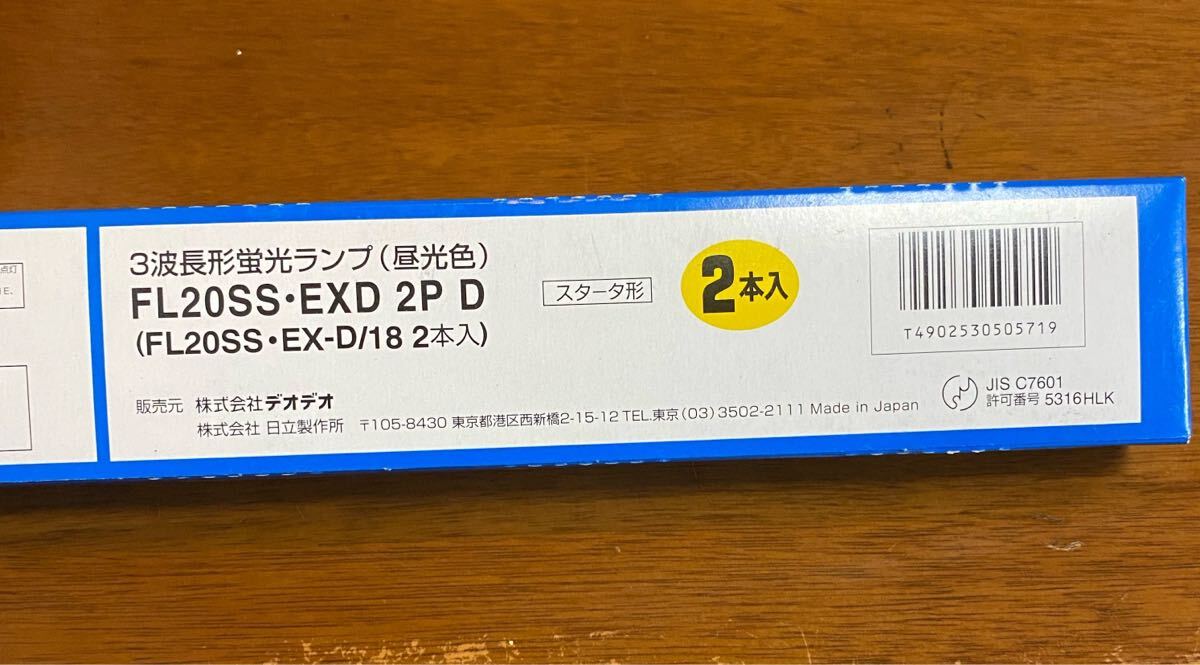 点灯
3波長形蛍光ランプ(昼光色)
FL20SS・EXD 2P D
(FL20SS・EX-D/18 2本入)
スタータ形
2本入
T4902530505719
販売元 株式会社デオデオ
株式会社 日立製作所 〒105-8430 東京都港区西新橋2-15-12 TEL.東京(03)3502-2111 Made in Japan
JIS C7601
許可番号 5316HLK